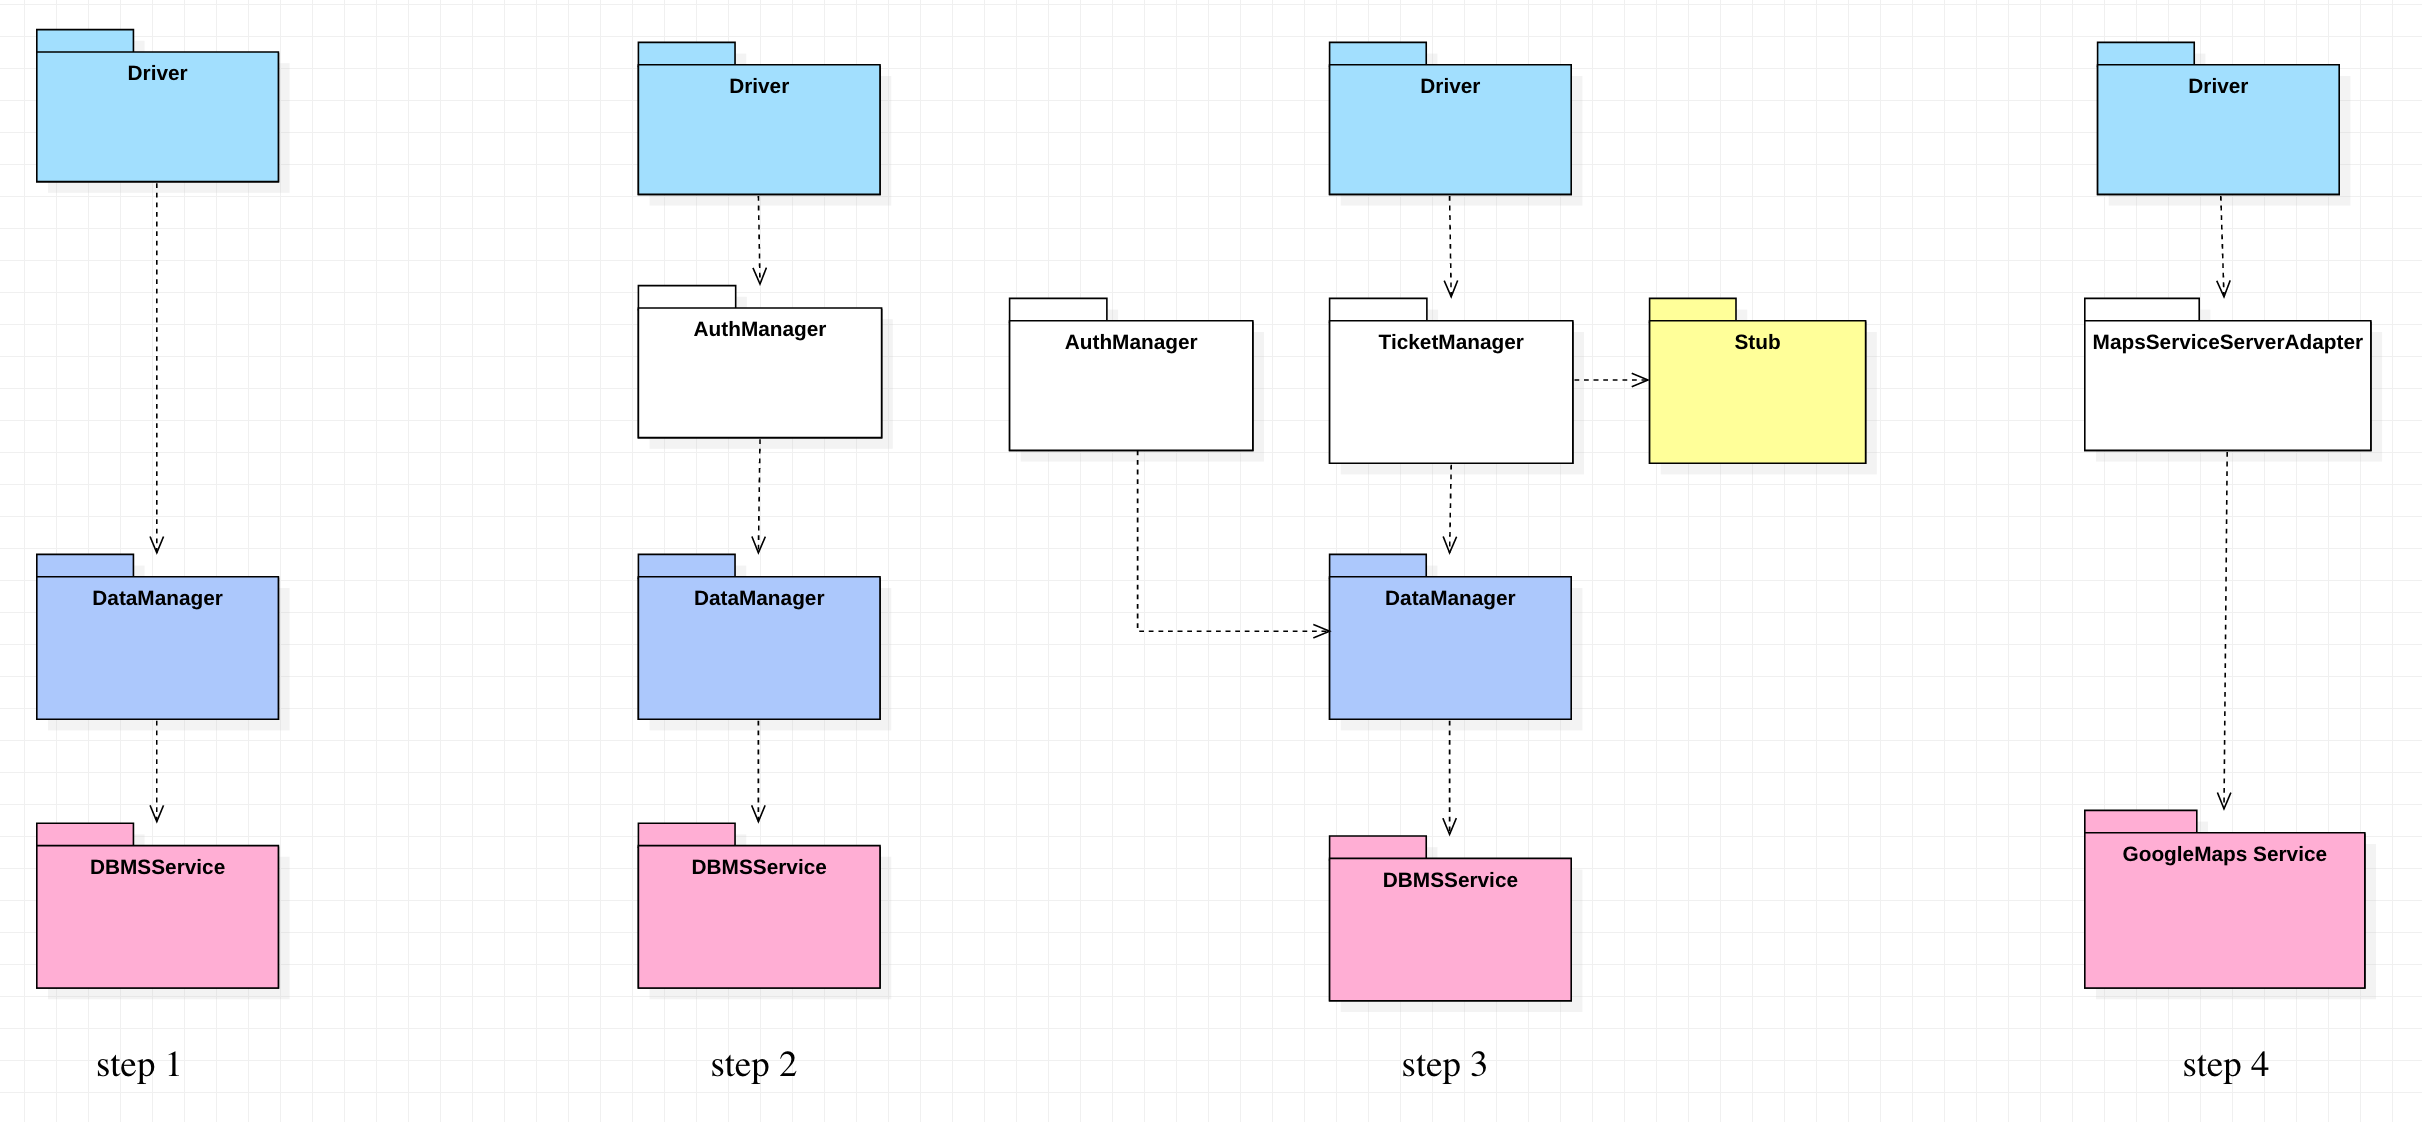 Driver
DataManager
DBMSService
step 1
Driver
AuthManager
DataManager
DBMSService
step 2
Driver
AuthManager
TicketManager
Stub
DataManager
DBMSService
step 3
Driver
MapsServiceServerAdapter
GoogleMaps Service
step 4